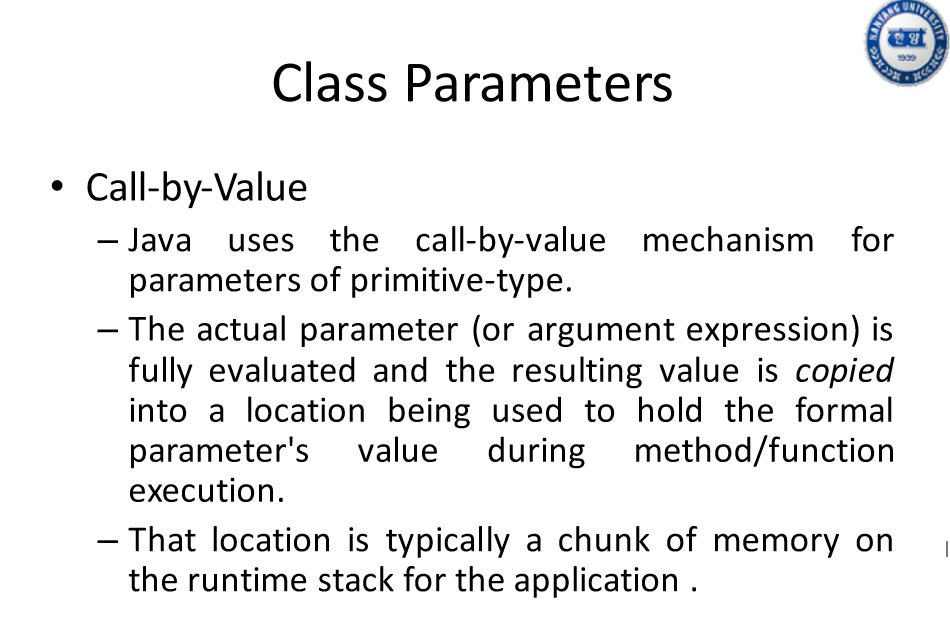 HANYANG UNIVERSITY
한양
1939
Class Parameters
• Call-by-Value
– Java uses the call-by-value mechanism for
parameters of primitive-type.
– The actual parameter (or argument expression) is
fully evaluated and the resulting value is copied
into a location being used to hold the formal
parameter's value during method/function
execution.
– That location is typically a chunk of memory on
the runtime stack for the application .